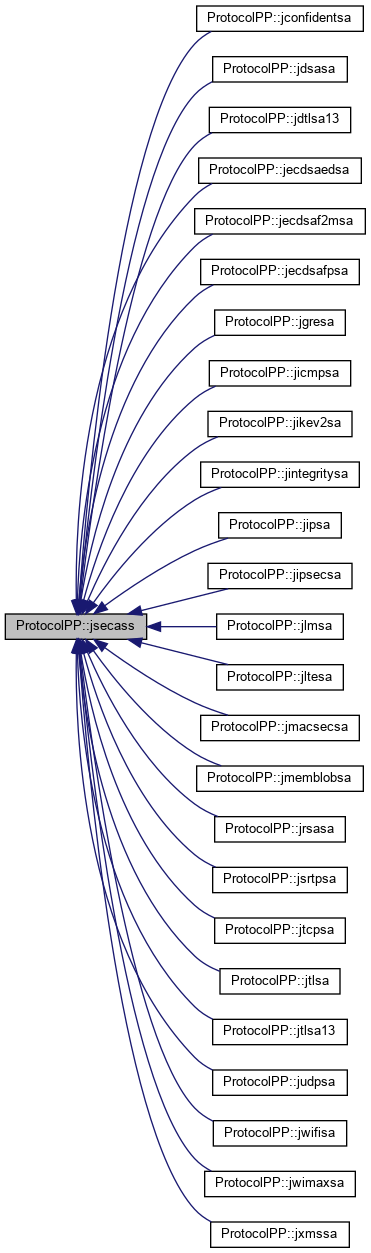 ProtocolPP::jconfidentsa
ProtocolPP::jdsasa
ProtocolPP::jdtlsa13
ProtocolPP::jecdsaedsa
ProtocolPP::jecdsaf2msa
ProtocolPP::jecdsafpsa
ProtocolPP::jgresa
ProtocolPP::jicmpsa
ProtocolPP::jikev2sa
ProtocolPP::jintegritysa
ProtocolPP::jipsa
ProtocolPP::jipsecsa
ProtocolPP::jsecass
ProtocolPP::jlmsa
ProtocolPP::jltesa
ProtocolPP::jmacsecsa
ProtocolPP::jmemblobsa
ProtocolPP::jrsasa
ProtocolPP::jsrtpsa
ProtocolPP::jtcpsa
ProtocolPP::jtlsa
ProtocolPP::jtlsa13
ProtocolPP::judpsa
ProtocolPP::jwifisa
ProtocolPP::jwimaxsa
ProtocolPP::jxmssa